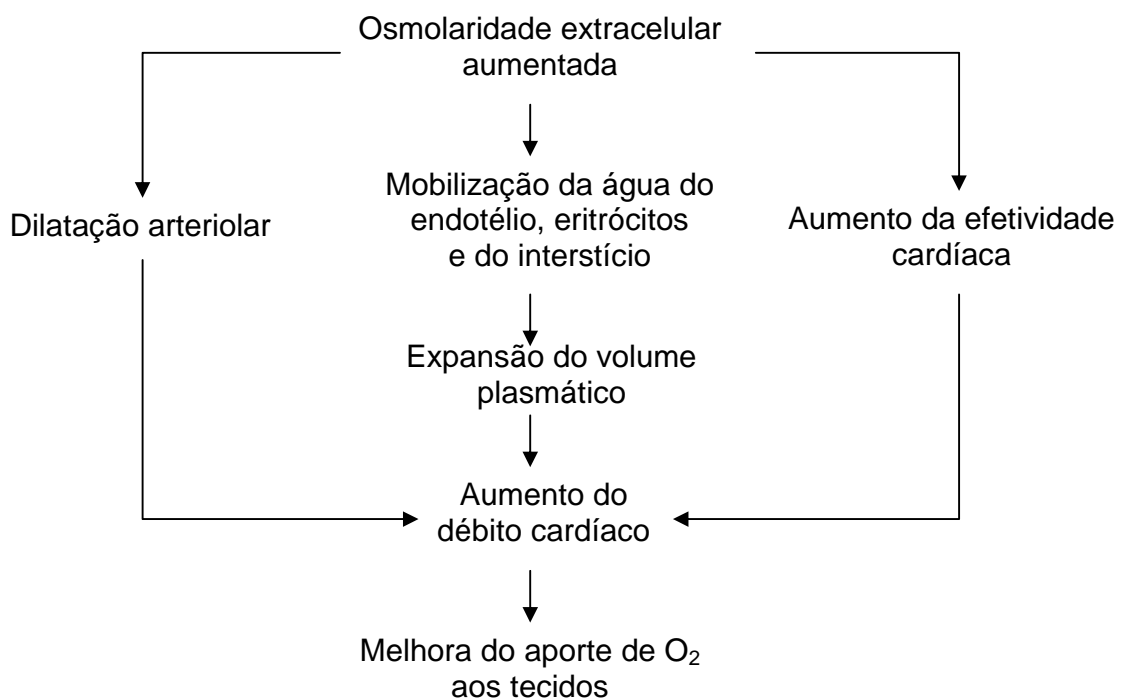 Osmolaridade extracelular
aumentada
Dilatação arteriolar
Mobilização da água do
endotélio, eritrócitos
e do interstício
Aumento da efetividade
cardíaca
Expansão do volume
plasmático
Aumento do
débito cardíaco
Melhora do aporte de O₂
aos tecidos